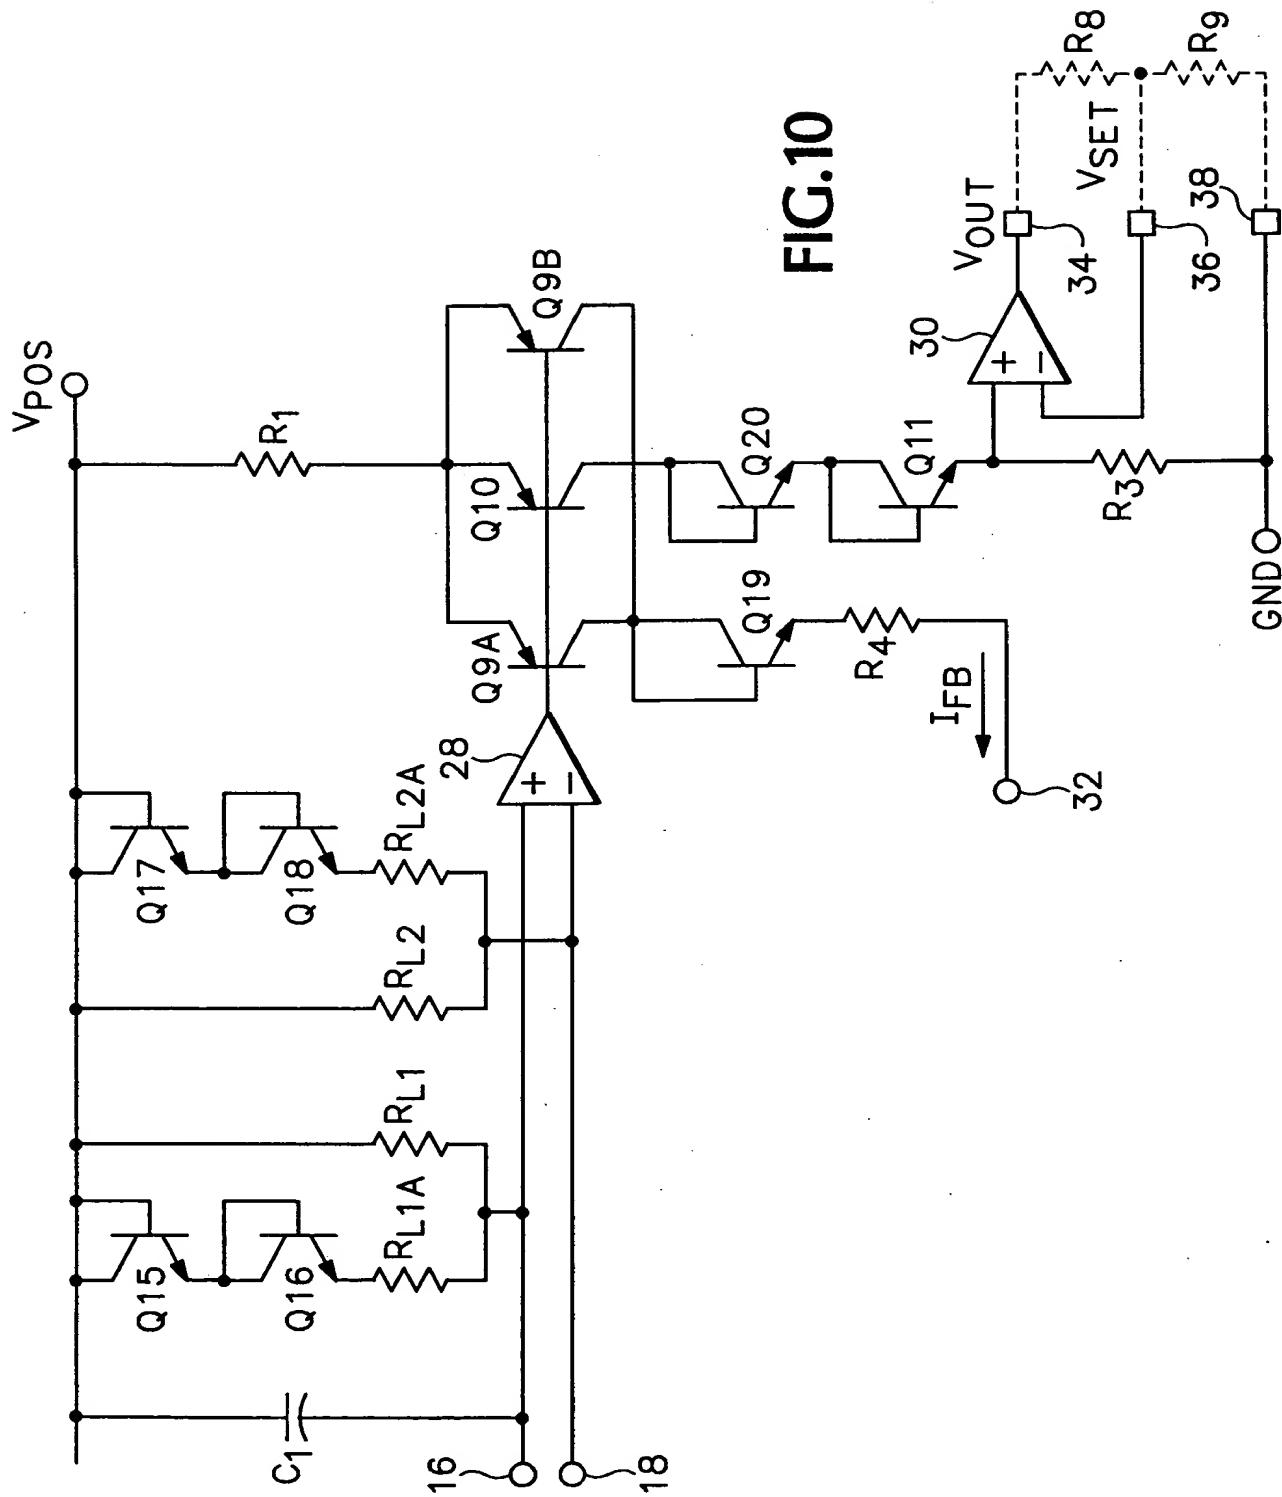 VPOS
R1
Q17
Q18
RL2A
RL2
RL1
Q15
Q16
RL1A
C1
16
18
28
+
−
Q9A
Q10
Q9B
Q19
R4
IFB
32
Q20
Q11
R3
GND
30
+
−
VOUT
34
VSET
36
38
R8
R9
FIG.10